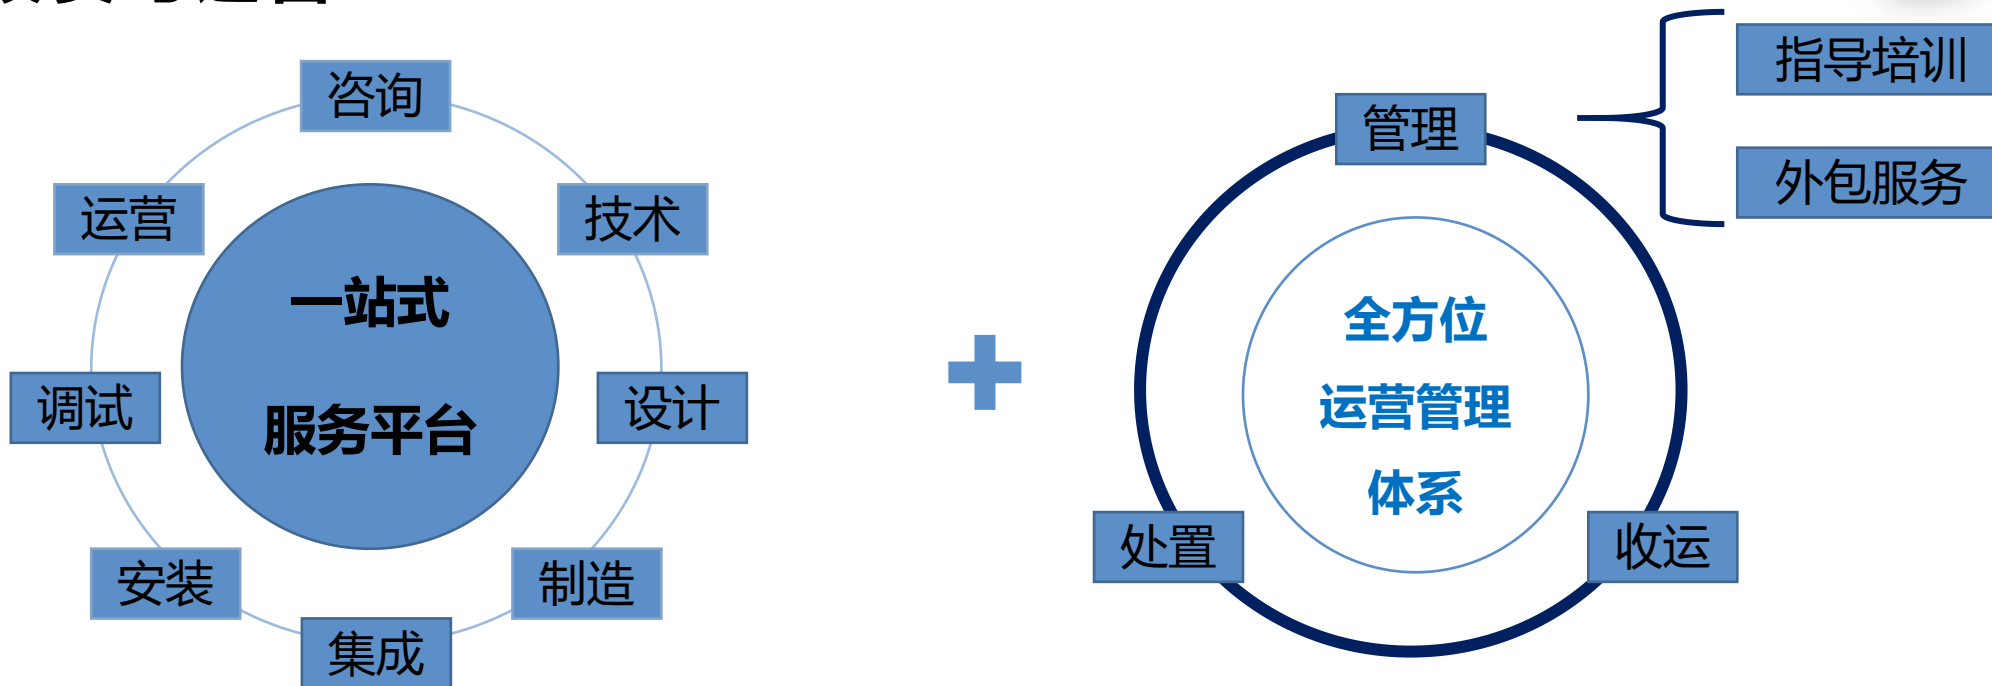 咨询
技术
设计
制造
集成
安装
调试
运营
一站式
服务平台
管理
收运
处置
全方位
运营管理
体系
指导培训
外包服务